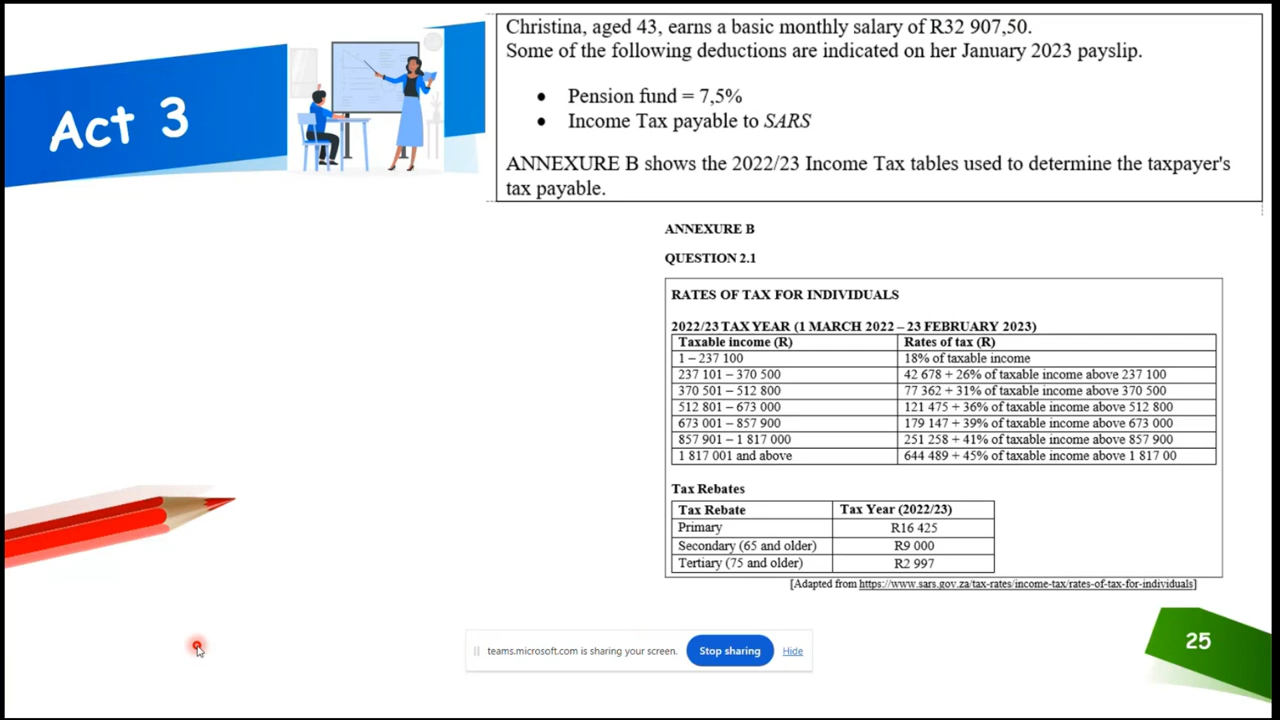 Act 3
Christina, aged 43, earns a basic monthly salary of R32 907,50.
Some of the following deductions are indicated on her January 2023 payslip.
• Pension fund = 7,5%
• Income Tax payable to SARS
ANNEXURE B shows the 2022/23 Income Tax tables used to determine the taxpayer's
tax payable.
ANNEXURE B
QUESTION 2.1
RATES OF TAX FOR INDIVIDUALS
2022/23 TAX YEAR (1 MARCH 2022 – 23 FEBRUARY 2023)
Taxable income (R) Rates of tax (R)
1 – 237 100 18% of taxable income
237 101 – 370 500 42 678 + 26% of taxable income above 237 100
370 501 – 512 800 77 362 + 31% of taxable income above 370 500
512 801 – 673 000 121 475 + 36% of taxable income above 512 800
673 001 – 857 900 179 147 + 39% of taxable income above 673 000
857 901 – 1 817 000 251 258 + 41% of taxable income above 857 900
1 817 001 and above 644 489 + 45% of taxable income above 1 817 00
Tax Rebates
Tax Rebate Tax Year (2022/23)
Primary R16 425
Secondary (65 and older) R9 000
Tertiary (75 and older) R2 997
[Adapted from https://www.sars.gov.za/tax-rates/income-tax/rates-of-tax-for-individuals]
teams.microsoft.com is sharing your screen. Stop sharing Hide
25